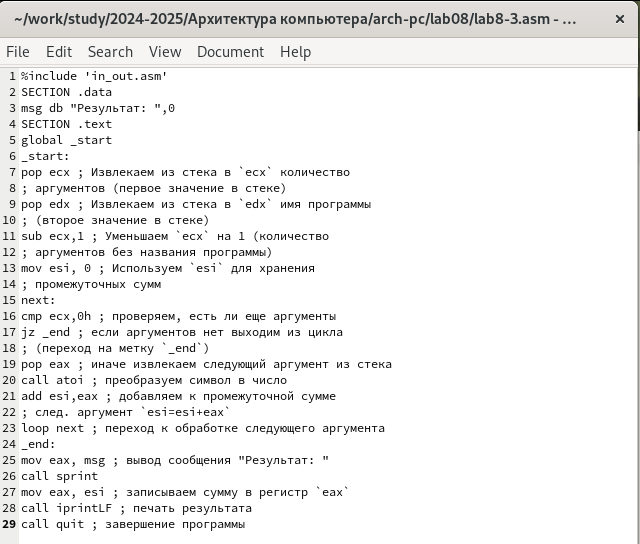 ~/work/study/2024-2025/Архитектура компьютера/arch-pc/lab08/lab8-3.asm - ...
File Edit Search View Document Help
1 %include 'in_out.asm'
2 SECTION .data
3 msg db "Результат: ",0
4 SECTION .text
5 global _start
6 _start:
7 pop ecx ; Извлекаем из стека в `ecx` количество
8 ; аргументов (первое значение в стеке)
9 pop edx ; Извлекаем из стека в `edx` имя программы
10 ; (второе значение в стеке)
11 sub ecx,1 ; Уменьшаем `ecx` на 1 (количество
12 ; аргументов без названия программы)
13 mov esi, 0 ; Используем `esi` для хранения
14 ; промежуточных сумм
15 next:
16 cmp ecx,0h ; проверяем, есть ли еще аргументы
17 jz _end ; если аргументов нет выходим из цикла
18 ; (переход на метку `_end`)
19 pop eax ; иначе извлекаем следующий аргумент из стека
20 call atoi ; преобразуем символ в число
21 add esi,eax ; добавляем к промежуточной сумме
22 ; след. аргумент `esi=esi+eax`
23 loop next ; переход к обработке следующего аргумента
24 _end:
25 mov eax, msg ; вывод сообщения "Результат: "
26 call sprint
27 mov eax, esi ; записываем сумму в регистр `eax`
28 call iprintLF ; печать результата
29 call quit ; завершение программы